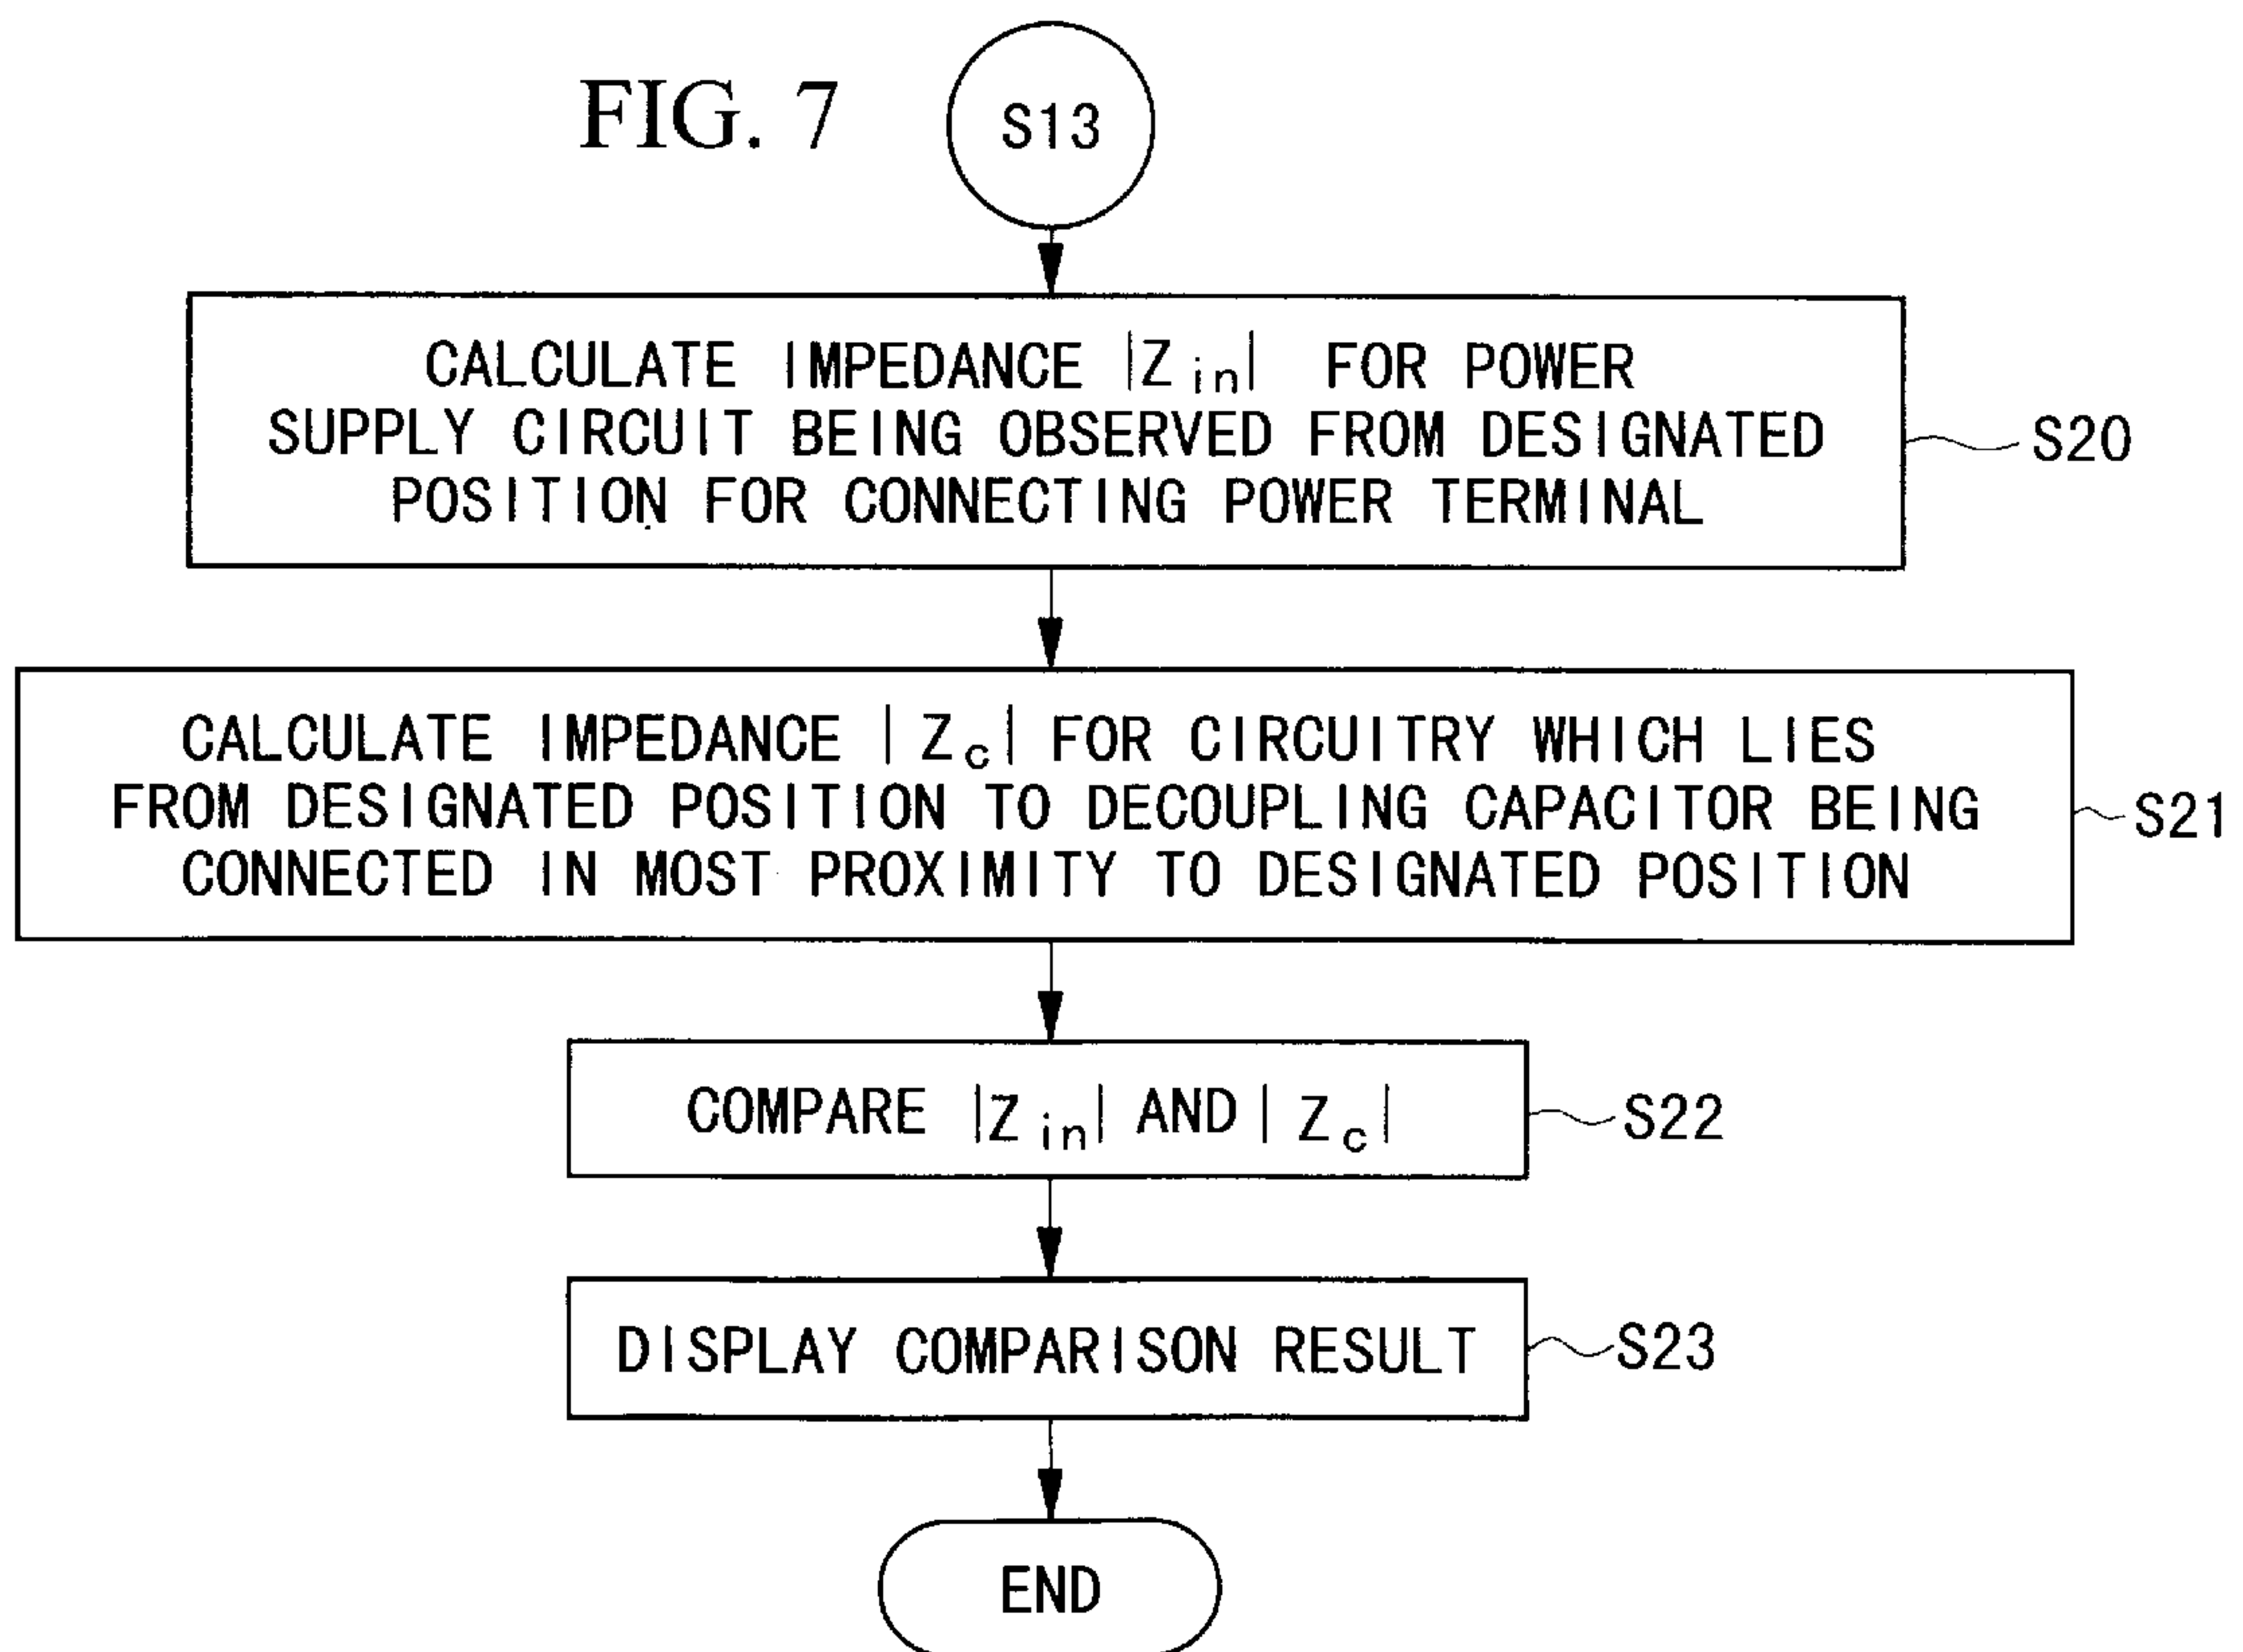 FIG. 7
S13
CALCULATE IMPEDANCE |Zin| FOR POWER
SUPPLY CIRCUIT BEING OBSERVED FROM DESIGNATED
POSITION FOR CONNECTING POWER TERMINAL
S20
CALCULATE IMPEDANCE |Zc| FOR CIRCUITRY WHICH LIES
FROM DESIGNATED POSITION TO DECOUPLING CAPACITOR BEING
CONNECTED IN MOST PROXIMITY TO DESIGNATED POSITION
S21
COMPARE |Zin| AND |Zc|
S22
DISPLAY COMPARISON RESULT
S23
END